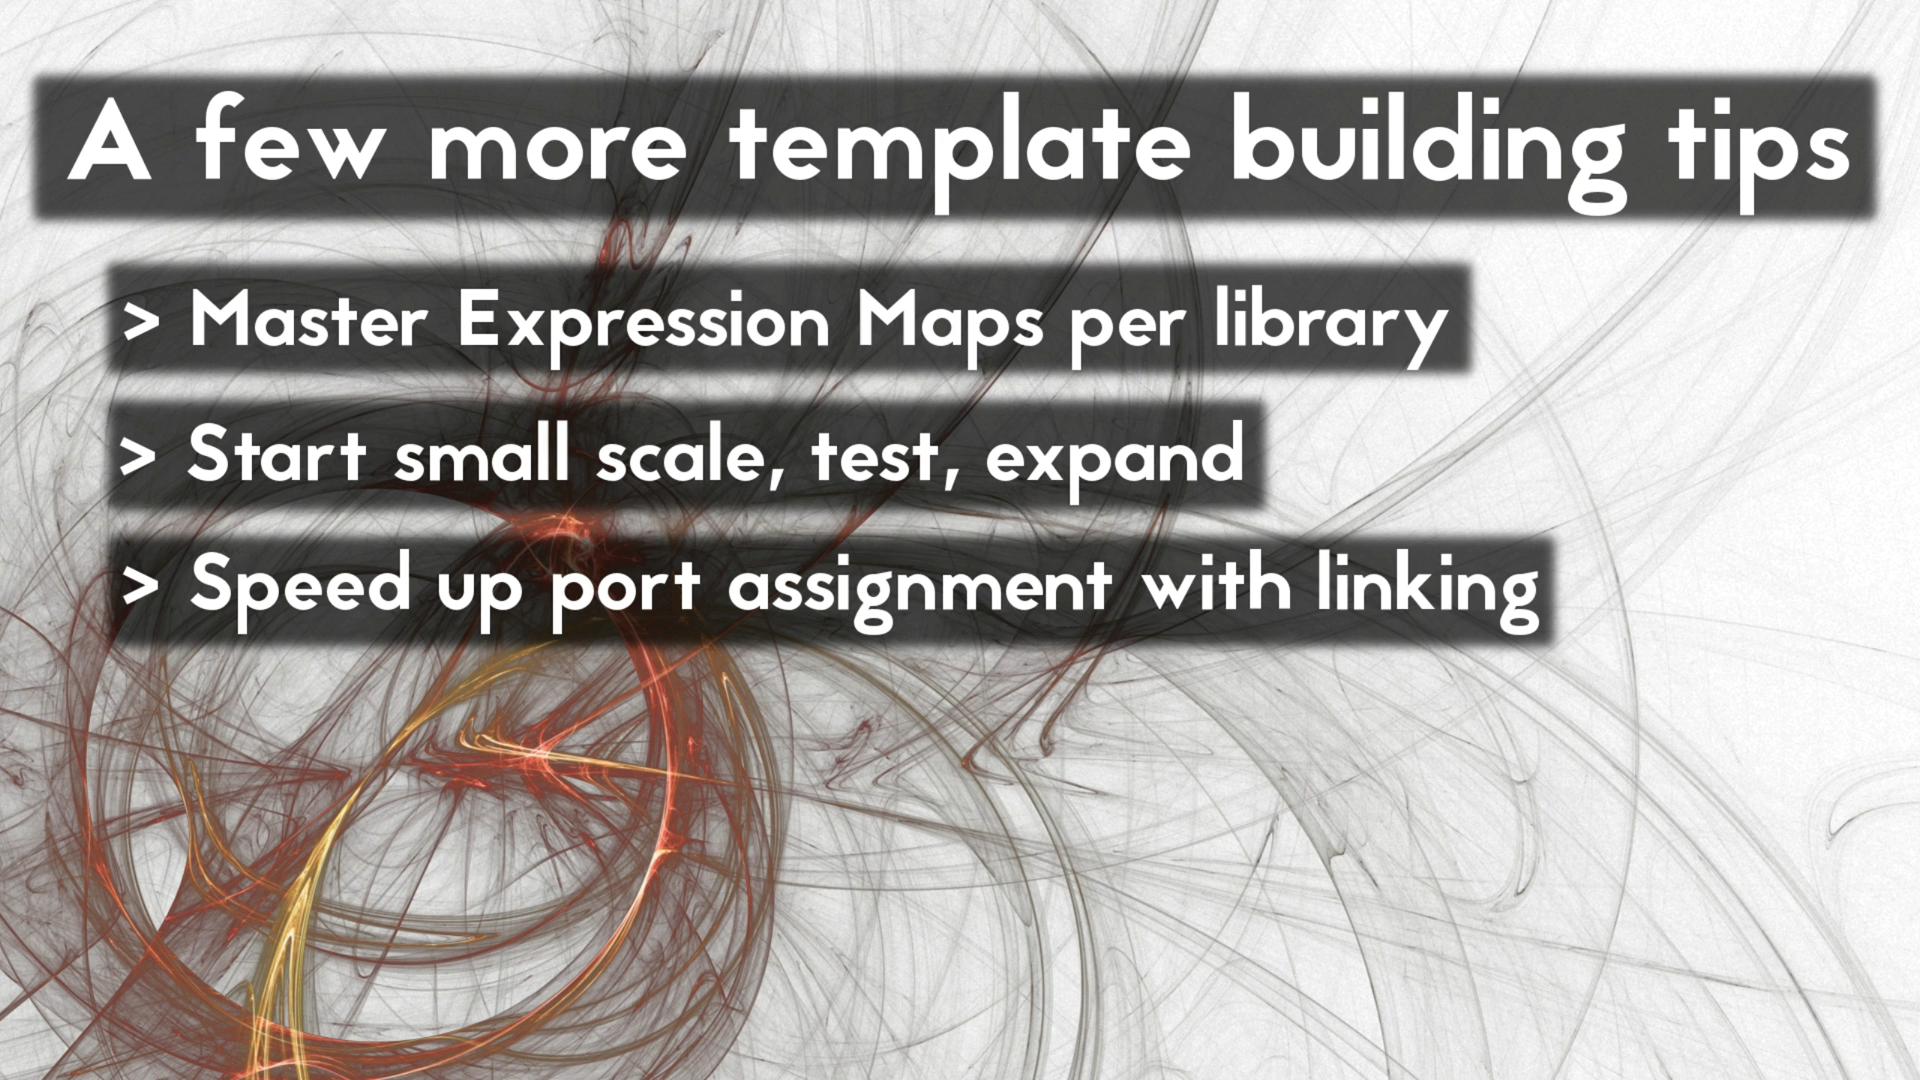 A few more template building tips
> Master Expression Maps per library
> Start small scale, test, expand
> Speed up port assignment with linking